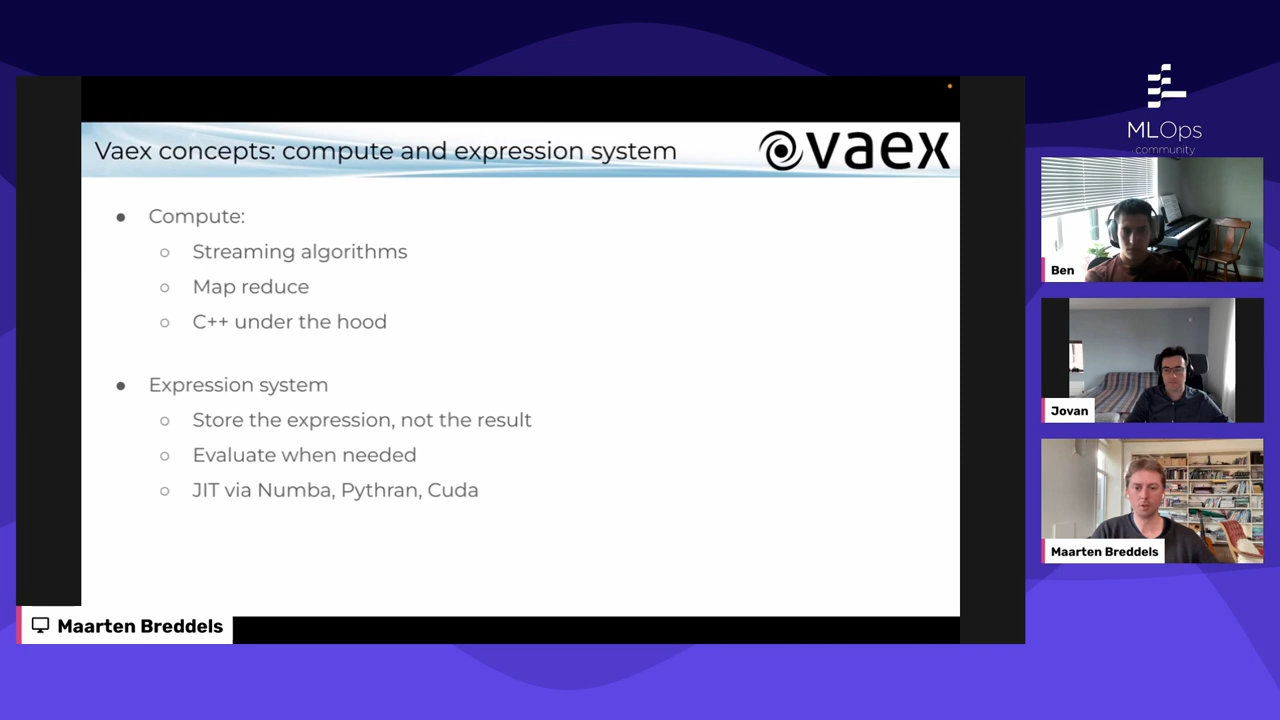 Vaex concepts: compute and expression system
vaex
● Compute:
○ Streaming algorithms
○ Map reduce
○ C++ under the hood
● Expression system
○ Store the expression, not the result
○ Evaluate when needed
○ JIT via Numba, Pythran, Cuda
Maarten Breddels
MLOps
community
Ben
Jovan
Maarten Breddels